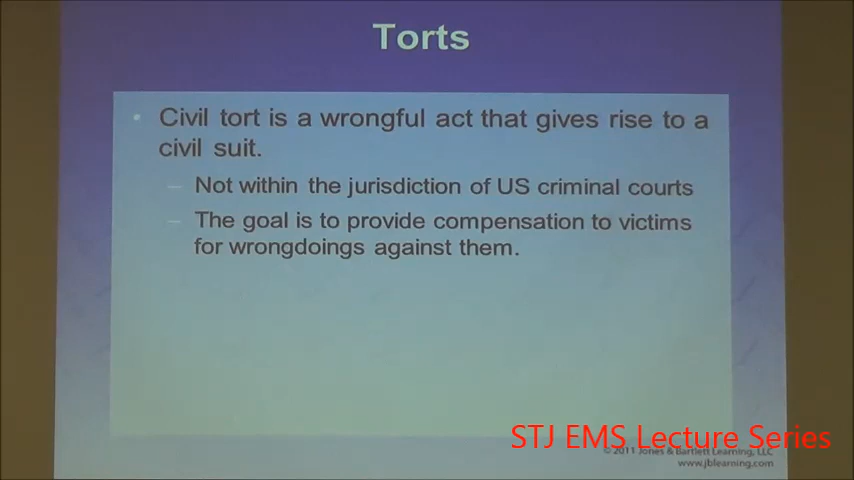 Torts
• Civil tort is a wrongful act that gives rise to a
civil suit.
– Not within the jurisdiction of US criminal courts
– The goal is to provide compensation to victims
for wrongdoings against them.
STJ EMS Lecture Series
© 2011 Jones & Bartlett Learning, LLC
www.jblearning.com